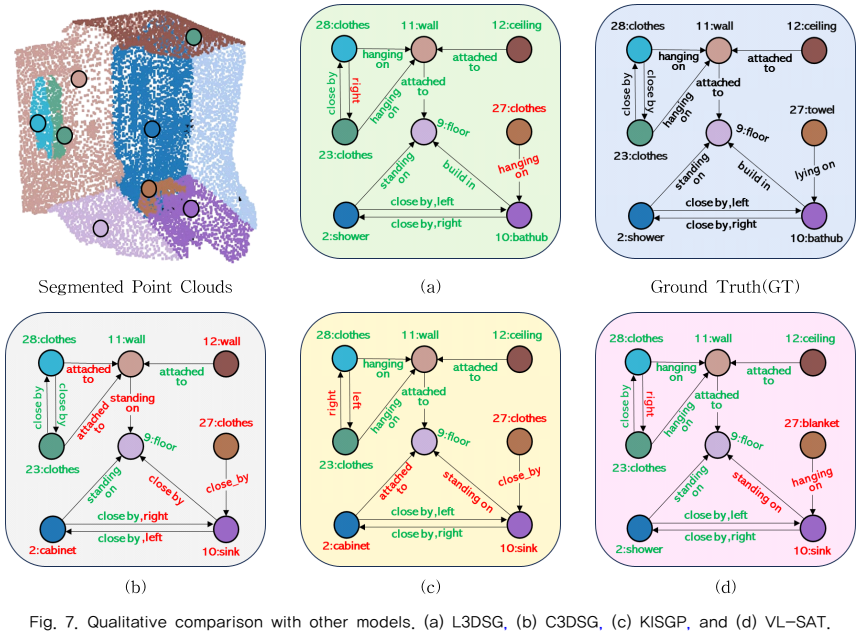 28:clothes
11:wall
12:ceiling
hanging on
attached to
close by
right
hanging on
attached to
27:clothes
9:floor
23:clothes
standing on
build in
hanging on
close by,left
close by,right
2:shower
10:bathub
28:clothes
11:wall
12:ceiling
hanging on
attached to
close by
close by
hanging on
attached to
27:towel
9:floor
23:clothes
standing on
build in
lying on
close by,left
close by,right
2:shower
10:bathub
Segmented Point Clouds
(a)
Ground Truth(GT)
28:clothes
11:wall
12:wall
attached to
attached to
close by
close by
attached to
standing on
27:clothes
9:floor
23:clothes
standing on
close by
close_by
close by,right
close by,left
2:cabinet
10:sink
28:clothes
11:wall
12:ceiling
hanging on
attached to
right
left
hanging on
attached to
27:clothes
9:floor
23:clothes
attached to
standing on
close_by
close by,left
close by,right
2:cabinet
10:sink
28:clothes
11:wall
12:ceiling
hanging on
attached to
close by
right
hanging on
attached to
27:blanket
9:floor
23:clothes
standing on
standing on
hanging on
close by,left
close by,right
2:shower
10:sink
(b)
(c)
(d)
Fig. 7. Qualitative comparison with other models. (a) L3DSG, (b) C3DSG, (c) KISGP, and (d) VL-SAT.